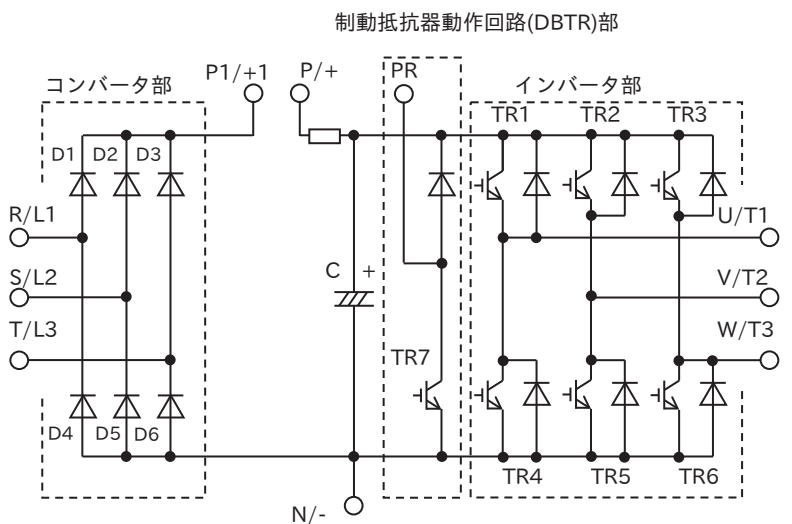 制動抵抗器動作回路(DBTR)部
コンバータ部
P1/+1
P/+
PR
インバータ部
TR1
TR2
TR3
D1
D2
D3
R/L1
U/T1
S/L2
C
+
V/T2
T/L3
W/T3
TR7
D4
D5
D6
TR4
TR5
TR6
N/-